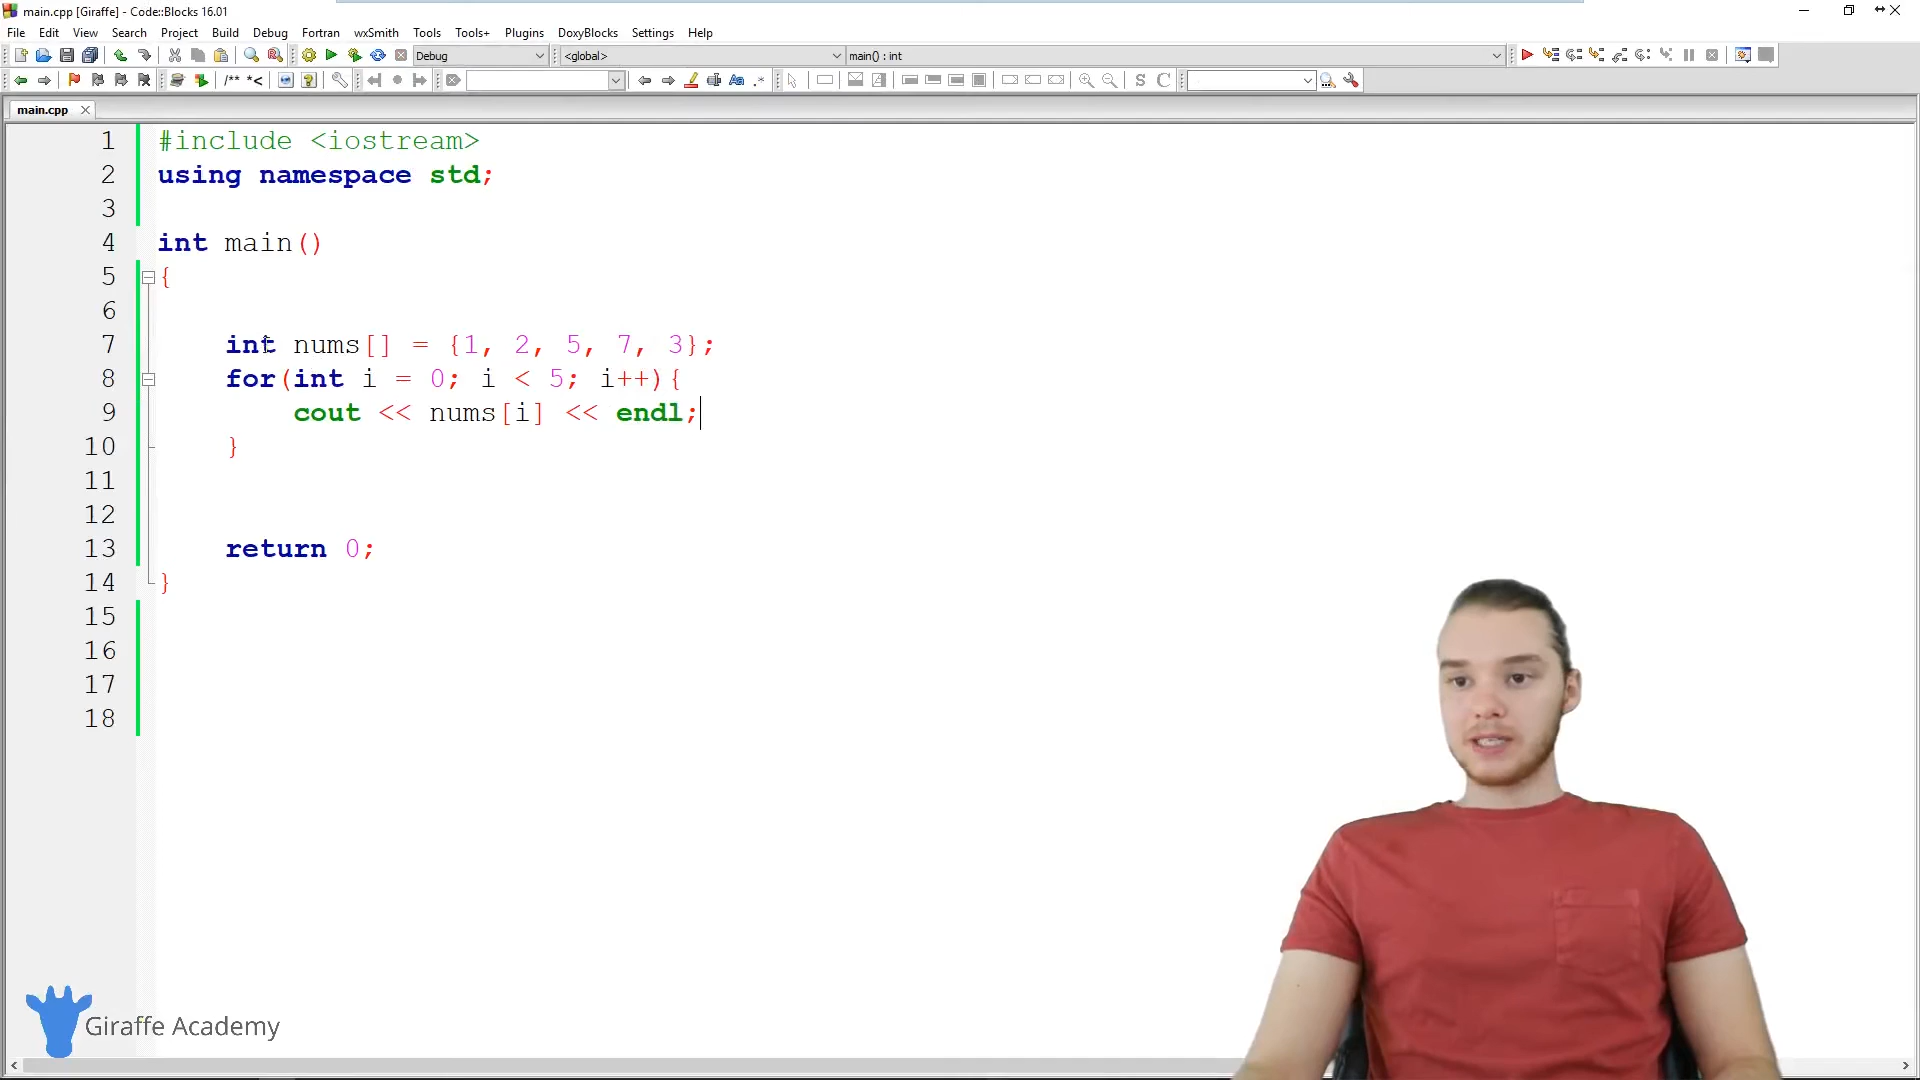 main.cpp [Giraffe] - Code::Blocks 16.01
File Edit View Search Project Build Debug Fortran wxSmith Tools Tools+ Plugins DoxyBlocks Settings Help
Debug <global> main() : int
/** *<
S C
main.cpp
1 #include <iostream>
2 using namespace std;
3
4 int main()
5 {
6
7 int nums[] = {1, 2, 5, 7, 3};
8 for(int i = 0; i < 5; i++){
9 cout << nums[i] << endl;
10 }
11
12
13 return 0;
14 }
15
16
17
18
Giraffe Academy